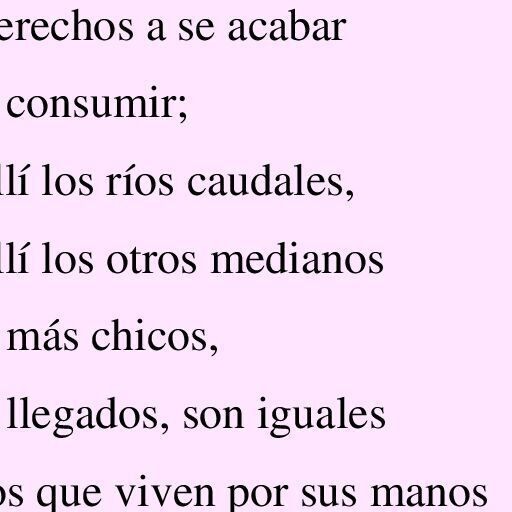 erechos a se acabar
consumir;
llí los ríos caudales,
llí los otros medianos
más chicos,
llegados, son iguales
os que viven por sus manos